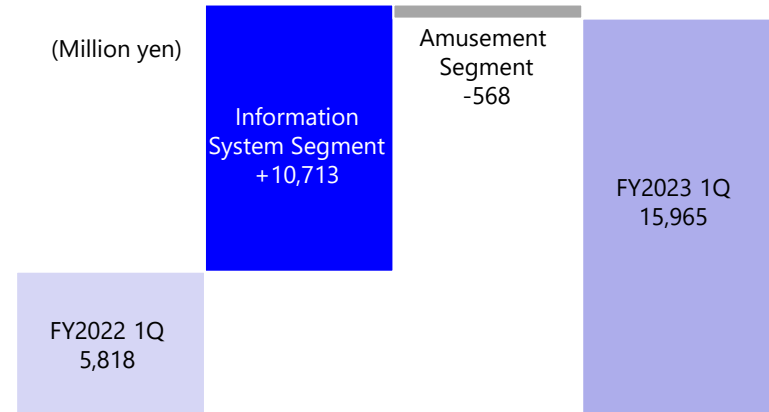 (Million yen)
Information
System Segment
+10,713
Amusement
Segment
-568
FY2023 1Q
15,965
FY2022 1Q
5,818